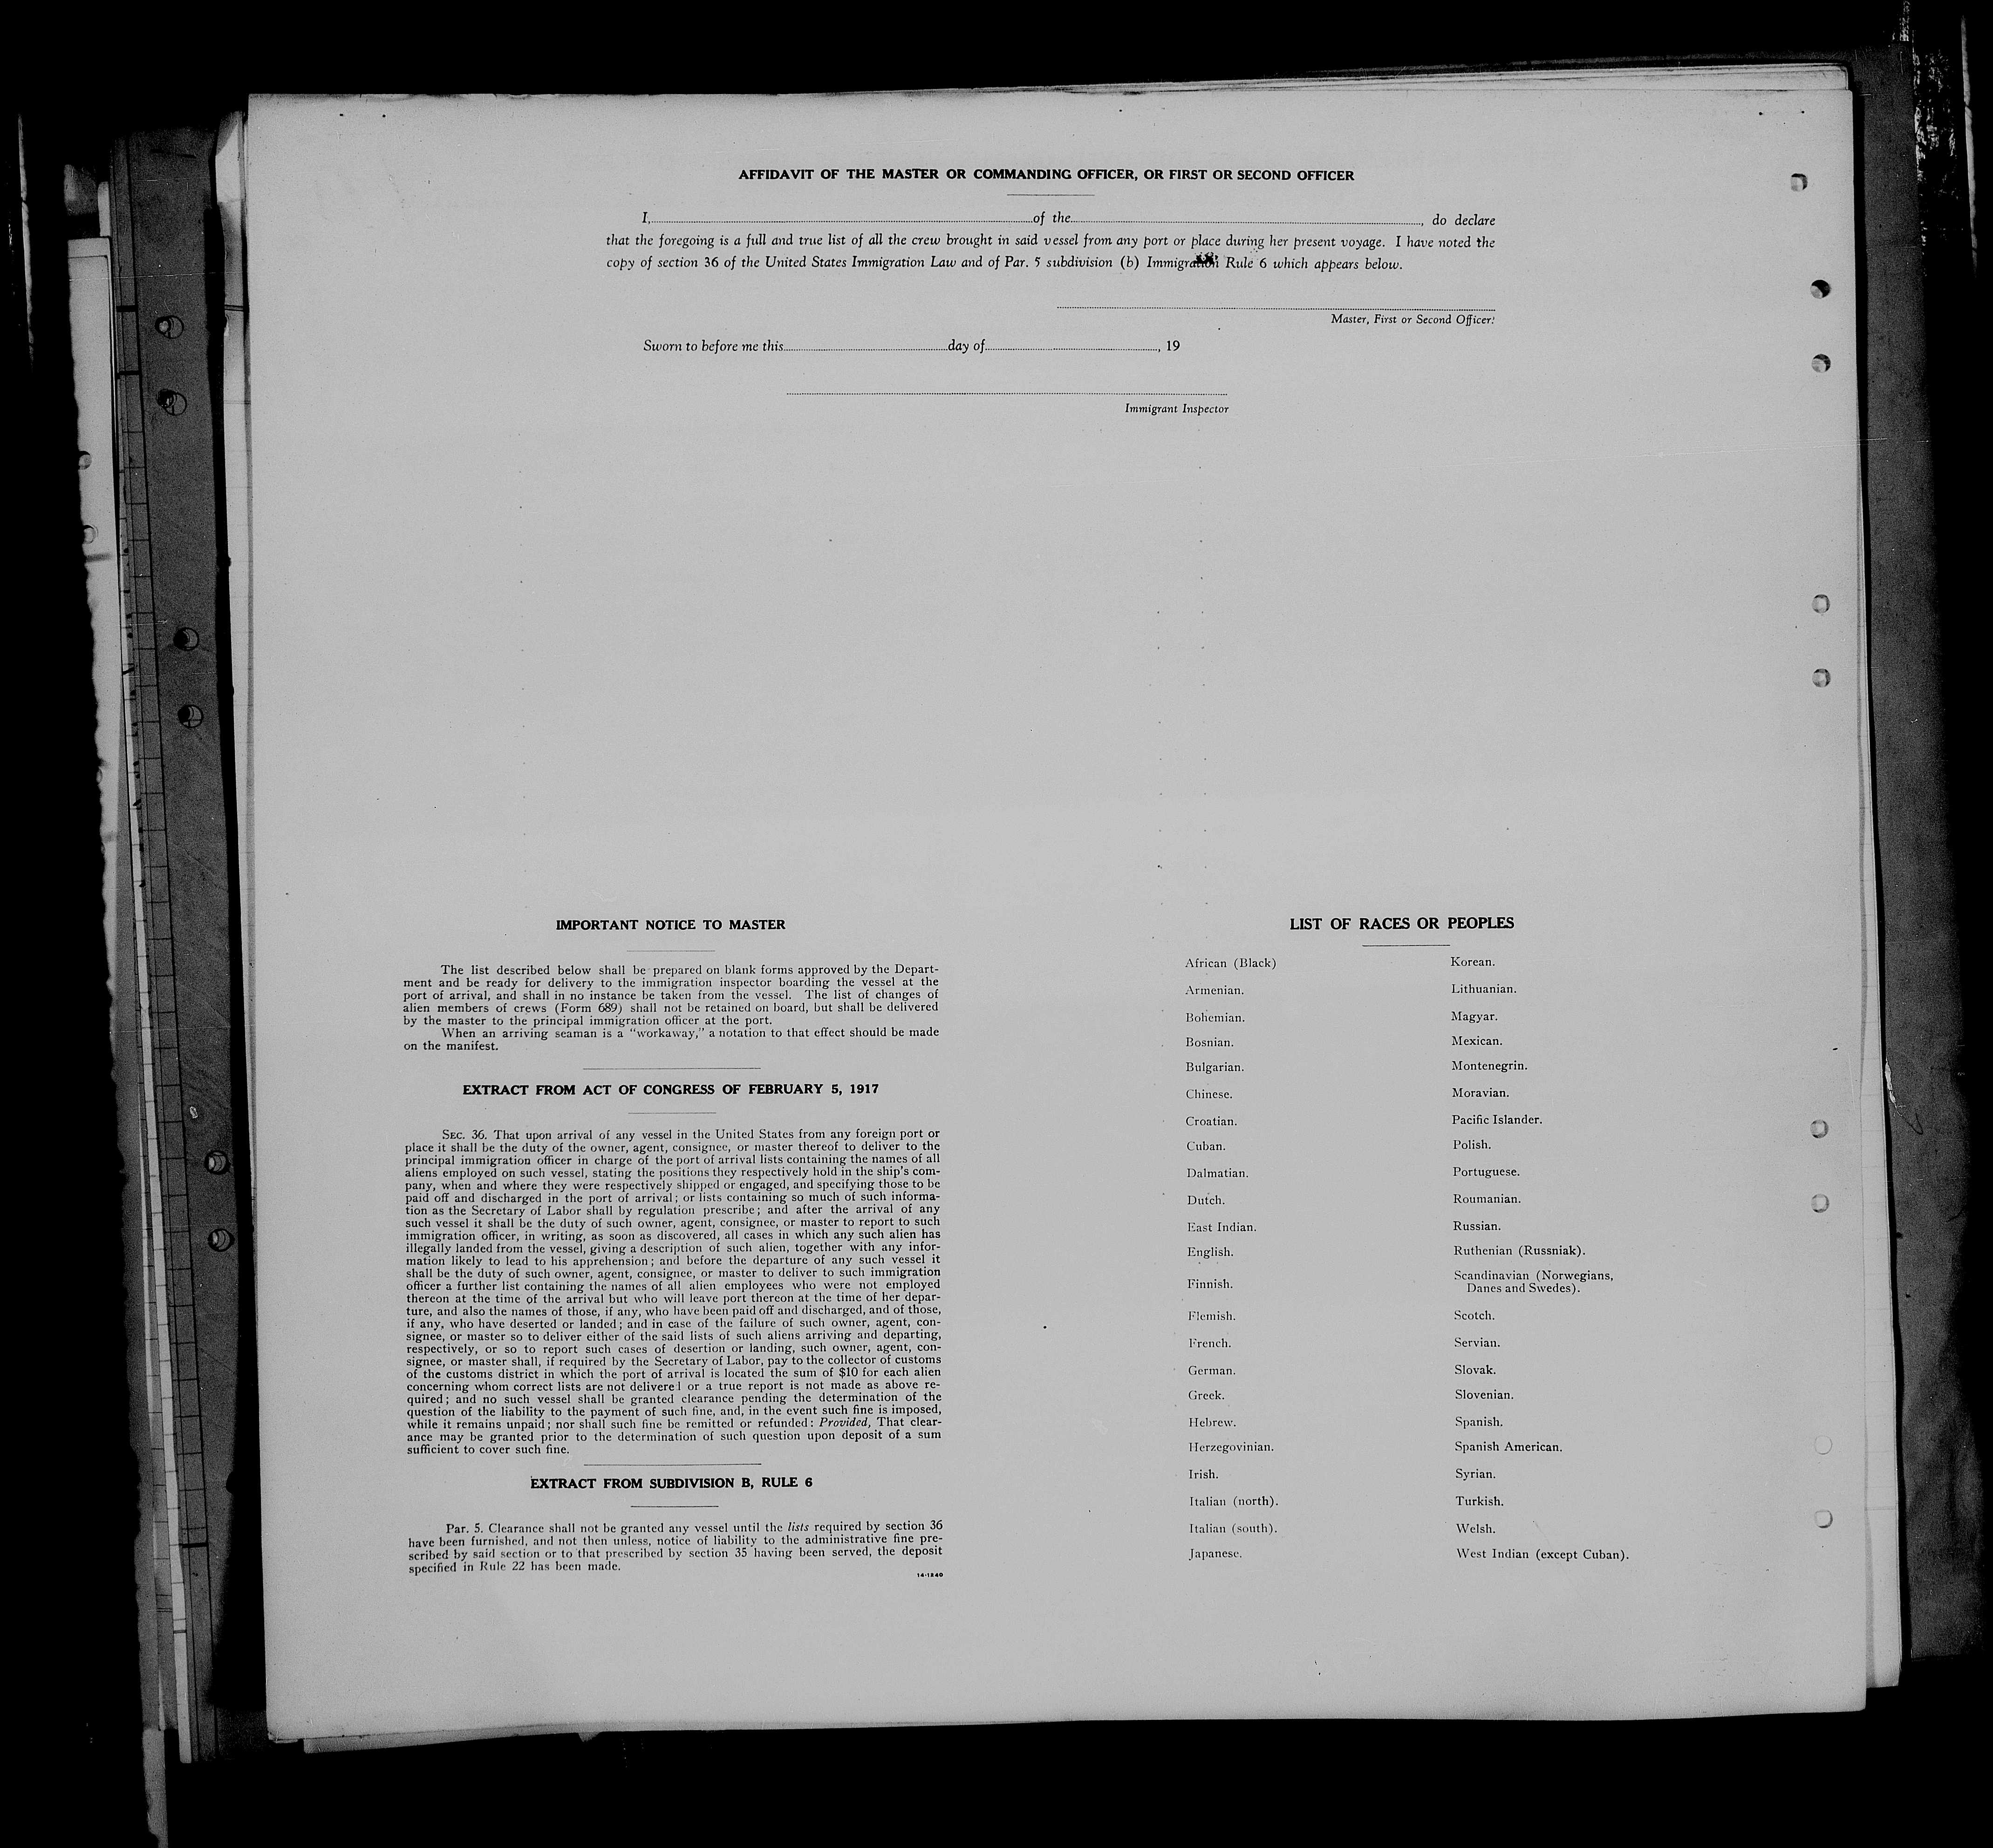 AFFIDAVIT OF THE MASTER OR COMMANDING OFFICER, OR FIRST OR SECOND OFFICER
I, of the , do declare
that the foregoing is a full and true list of all the crew brought in said vessel from any port or place during her present voyage. I have noted the
copy of section 36 of the United States Immigration Law and of Par. 5 subdivision (b) Immigration Rule 6 which appears below.
Master, First or Second Officer.
Sworn to before me this day of , 19
Immigrant Inspector
IMPORTANT NOTICE TO MASTER
The list described below shall be prepared on blank forms approved by the Depart-
ment and be ready for delivery to the immigration inspector boarding the vessel at the
port of arrival, and shall in no instance be taken from the vessel. The list of changes of
alien members of crews (Form 689) shall not be retained on board, but shall be delivered
by the master to the principal immigration officer at the port.
When an arriving seaman is a "workaway," a notation to that effect should be made
on the manifest.
EXTRACT FROM ACT OF CONGRESS OF FEBRUARY 5, 1917
SEC. 36. That upon arrival of any vessel in the United States from any foreign port or
place it shall be the duty of the owner, agent, consignee, or master thereof to deliver to the
principal immigration officer in charge of the port of arrival lists containing the names of all
aliens employed on such vessel, stating the positions they respectively hold in the ship's com-
pany, when and where they were respectively shipped or engaged, and specifying those to be
paid off and discharged in the port of arrival; or lists containing so much of such informa-
tion as the Secretary of Labor shall by regulation prescribe; and after the arrival of any
such vessel it shall be the duty of such owner, agent, consignee, or master to report to such
immigration officer, in writing, as soon as discovered, all cases in which any such alien has
illegally landed from the vessel, giving a description of such alien, together with any infor-
mation likely to lead to his apprehension; and before the departure of any such vessel it
shall be the duty of such owner, agent, consignee, or master to deliver to such immigration
officer a further list containing the names of all alien employees who were not employed
thereon at the time of the arrival but who will leave port thereon at the time of her depar-
ture, and also the names of those, if any, who have been paid off and discharged, and of those,
if any, who have deserted or landed; and in case of the failure of such owner, agent, con-
signee, or master so to deliver either of the said lists of such aliens arriving and departing,
respectively, or so to report such cases of desertion or landing, such owner, agent, con-
signee, or master shall, if required by the Secretary of Labor, pay to the collector of customs
of the customs district in which the port of arrival is located the sum of $10 for each alien
concerning whom correct lists are not delivered or a true report is not made as above re-
quired; and no such vessel shall be granted clearance pending the determination of the
question of the liability to the payment of such fine, and, in the event such fine is imposed,
while it remains unpaid; nor shall such fine be remitted or refunded: Provided, That clear-
ance may be granted prior to the determination of such question upon deposit of a sum
sufficient to cover such fine.
EXTRACT FROM SUBDIVISION B, RULE 6
Par. 5. Clearance shall not be granted any vessel until the lists required by section 36
have been furnished, and not then unless, notice of liability to the administrative fine pre-
scribed by said section or to that prescribed by section 35 having been served, the deposit
specified in Rule 22 has been made.
14-1240
LIST OF RACES OR PEOPLES
African (Black)
Armenian.
Bohemian.
Bosnian.
Bulgarian.
Chinese.
Croatian.
Cuban.
Dalmatian.
Dutch.
East Indian.
English.
Finnish.
Flemish.
French.
German.
Greek.
Hebrew.
Herzegovinian.
Irish.
Italian (north).
Italian (south).
Japanese.
Korean.
Lithuanian.
Magyar.
Mexican.
Montenegrin.
Moravian.
Pacific Islander.
Polish.
Portuguese.
Roumanian.
Russian.
Ruthenian (Russniak).
Scandinavian (Norwegians,
Danes and Swedes).
Scotch.
Servian.
Slovak.
Slovenian.
Spanish.
Spanish American.
Syrian.
Turkish.
Welsh.
West Indian (except Cuban).